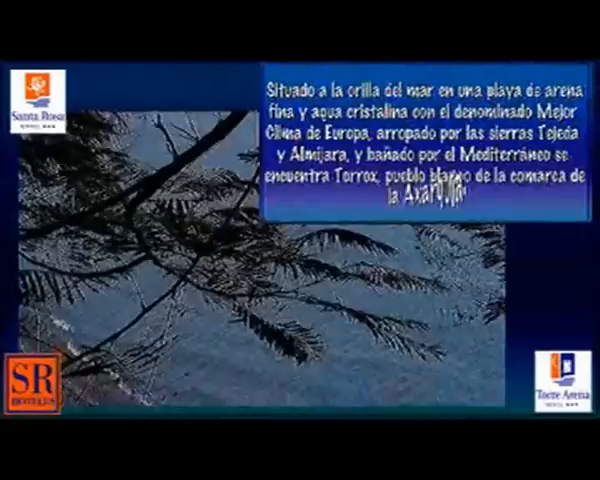 Santa Rosa
Situado a la orilla del mar en una playa de arena
fina y agua cristalina con el denominado Mejor
Clima de Europa, arropado por las sierras Tejeda
y Almijara, y bañado por el Mediterráneo se
encuentra Torrox, pueblo blanco de la comarca de
la Axarquía
SR
HOTELES
Torre Arena